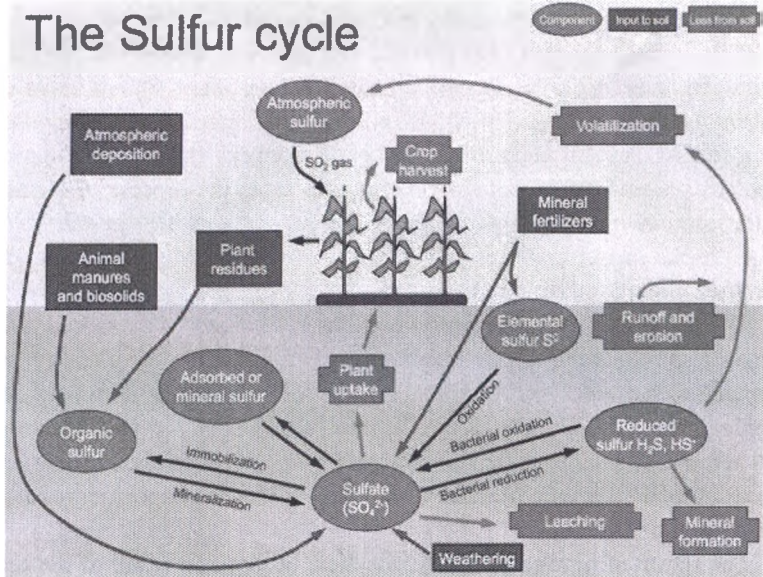 The Sulfur cycle
Component
Input to soil
Loss from soil
Atmospheric
sulfur
Volatilization
Atmospheric
deposition
SO₂ gas
Crop
harvest
Mineral
fertilizers
Animal
manures
and biosolids
Plant
residues
Elemental
sulfur S⁰
Runoff and
erosion
Adsorbed or
mineral sulfur
Plant
uptake
Oxidation
Organic
sulfur
Immobilization
Mineralization
Bacterial oxidation
Bacterial reduction
Reduced
sulfur H₂S, HS⁻
Sulfate
(SO₄²⁻)
Leaching
Mineral
formation
Weathering